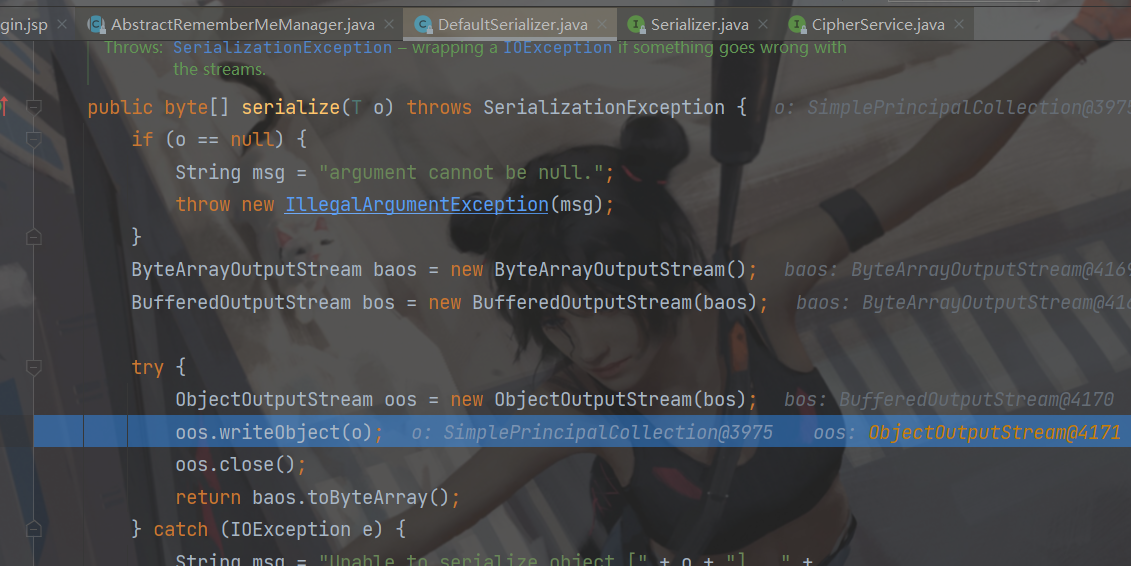 gin.jsp AbstractRememberMeManager.java DefaultSerializer.java Serializer.java CipherService.java
Throws: SerializationException – wrapping a IOException if something goes wrong with
the streams.
public byte[] serialize(T o) throws SerializationException { o: SimplePrincipalCollection@3975
if (o == null) {
String msg = "argument cannot be null.";
throw new IllegalArgumentException(msg);
}
ByteArrayOutputStream baos = new ByteArrayOutputStream(); baos: ByteArrayOutputStream@4169
BufferedOutputStream bos = new BufferedOutputStream(baos); baos: ByteArrayOutputStream@416
try {
ObjectOutputStream oos = new ObjectOutputStream(bos); bos: BufferedOutputStream@4170
oos.writeObject(o); o: SimplePrincipalCollection@3975 oos: ObjectOutputStream@4171
oos.close();
return baos.toByteArray();
} catch (IOException e) {
String msg = "Unable to serialize object [" + o + "]. " +